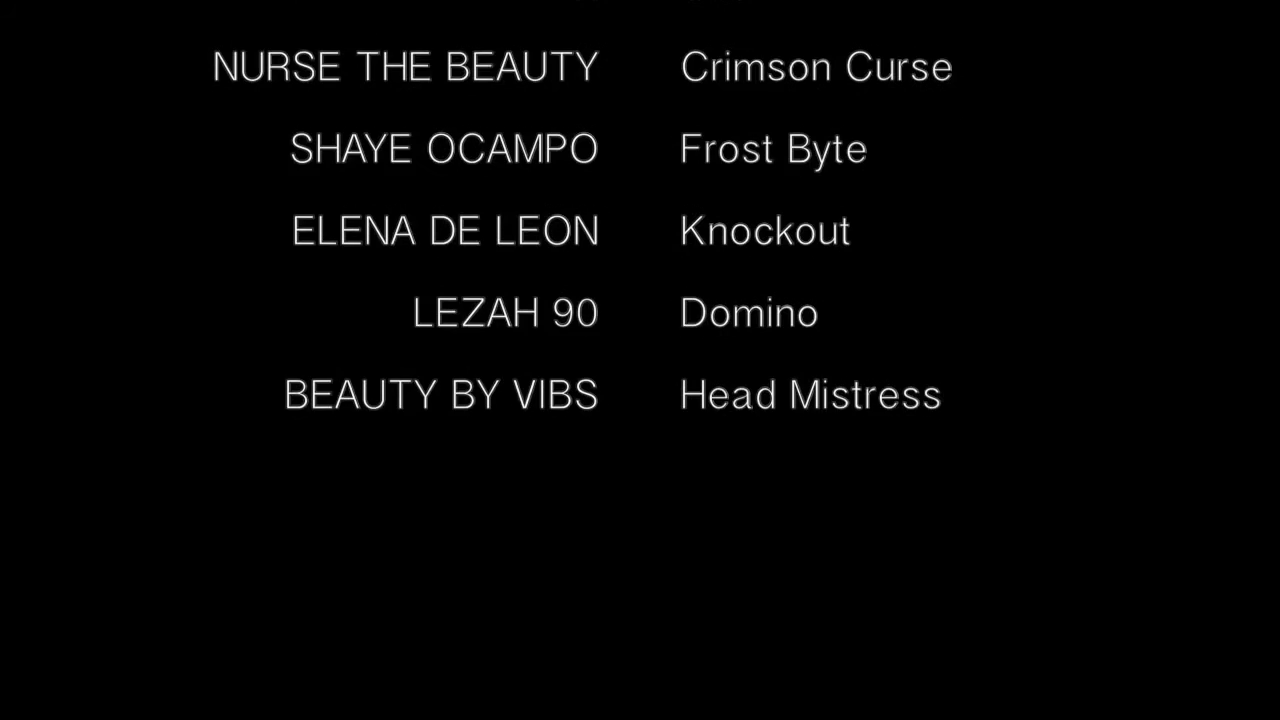 NURSE THE BEAUTY Crimson Curse
SHAYE OCAMPO Frost Byte
ELENA DE LEON Knockout
LEZAH 90 Domino
BEAUTY BY VIBS Head Mistress